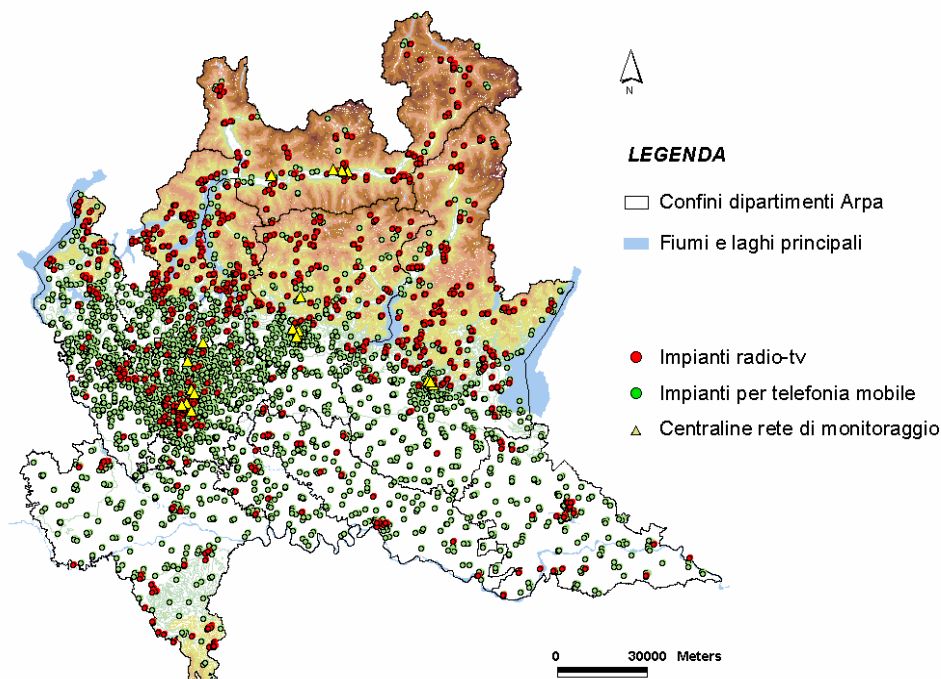 N
LEGENDA
Confini dipartimenti Arpa
Fiumi e laghi principali
Impianti radio-tv
Impianti per telefonia mobile
Centraline rete di monitoraggio
0 30000 Meters